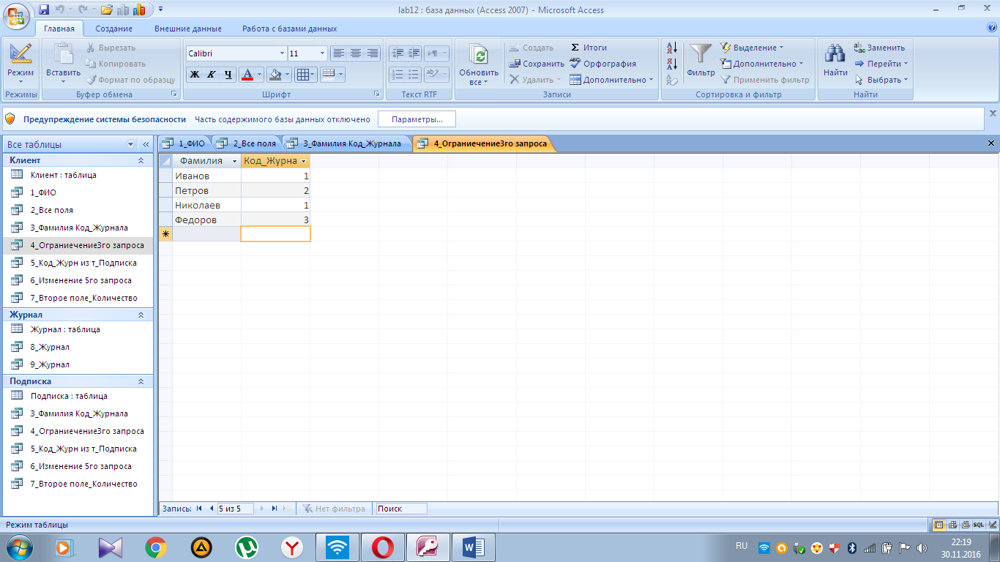 lab12 : база данных (Access 2007) - Microsoft Access
Главная Создание Внешние данные Работа с базами данных
Режим
Режимы
Вставить
Вырезать
Копировать
Формат по образцу
Буфер обмена
Calibri 11
Ж К Ч А
Шрифт
Текст RTF
Обновить
все
Создать
Сохранить
Удалить
Итоги
Орфография
Дополнительно
Записи
Фильтр
Выделение
Дополнительно
Применить фильтр
Сортировка и фильтр
Найти
Заменить
Перейти
Выбрать
Найти
Предупреждение системы безопасности Часть содержимого базы данных отключено Параметры...
Все таблицы
Клиент
Клиент : таблица
1_ФИО
2_Все поля
3_Фамилия Код_Журнала
4_Ограниечение3го запроса
5_Код_Журн из т_Подписка
6_Изменение 5го запроса
7_Второе поле_Количество
Журнал
Журнал : таблица
8_Журнал
9_Журнал
Подписка
Подписка : таблица
3_Фамилия Код_Журнала
4_Ограниечение3го запроса
5_Код_Журн из т_Подписка
6_Изменение 5го запроса
7_Второе поле_Количество
1_ФИО 2_Все поля 3_Фамилия Код_Журнала 4_Ограниечение3го запроса
Фамилия Код_Журна
Иванов 1
Петров 2
Николаев 1
Федоров 3
Запись: 5 из 5 Нет фильтра Поиск
Режим таблицы
SQL
RU
22:19
30.11.2016